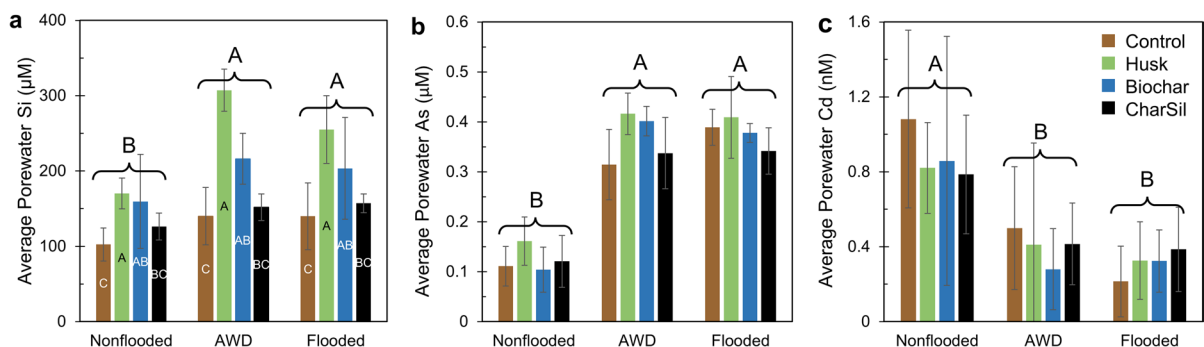 a
Average Porewater Si (µM)
400
300
200
100
0
B
A
A
C
A
AB
BC
C
A
AB
BC
C
A
AB
BC
Nonflooded
AWD
Flooded
b
Average Porewater As (µM)
0.6
0.5
0.4
0.3
0.2
0.1
0
B
A
A
Nonflooded
AWD
Flooded
c
Average Porewater Cd (nM)
1.6
1.2
0.8
0.4
0
A
B
B
Control
Husk
Biochar
CharSil
Nonflooded
AWD
Flooded